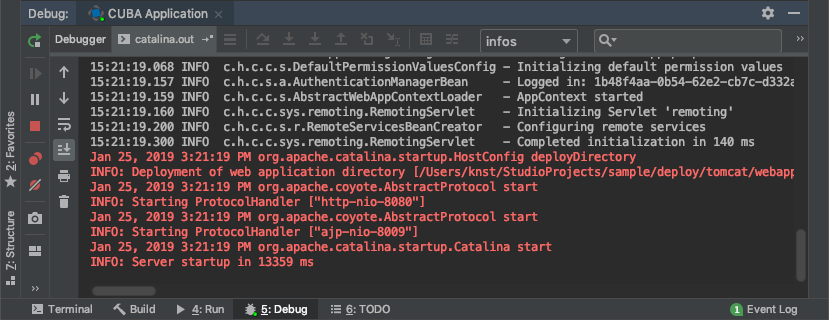 Debug: CUBA Application
Debugger catalina.out infos
15:21:19.068 INFO c.h.c.c.s.DefaultPermissionValuesConfig - Initializing default permission values
15:21:19.157 INFO c.h.c.s.a.AuthenticationManagerBean - Logged in: 1b48f4aa-0b54-62e2-cb7c-d332a
15:21:19.159 INFO c.h.c.c.s.AbstractWebAppContextLoader - AppContext started
15:21:19.160 INFO c.h.c.c.sys.remoting.RemotingServlet - Initializing Servlet 'remoting'
15:21:19.200 INFO c.h.c.c.s.r.RemoteServicesBeanCreator - Configuring remote services
15:21:19.300 INFO c.h.c.c.sys.remoting.RemotingServlet - Completed initialization in 140 ms
Jan 25, 2019 3:21:19 PM org.apache.catalina.startup.HostConfig deployDirectory
INFO: Deployment of web application directory [/Users/knst/StudioProjects/sample/deploy/tomcat/webapp
Jan 25, 2019 3:21:19 PM org.apache.coyote.AbstractProtocol start
INFO: Starting ProtocolHandler ["http-nio-8080"]
Jan 25, 2019 3:21:19 PM org.apache.coyote.AbstractProtocol start
INFO: Starting ProtocolHandler ["ajp-nio-8009"]
Jan 25, 2019 3:21:19 PM org.apache.catalina.startup.Catalina start
INFO: Server startup in 13359 ms
2: Favorites
Z: Structure
Terminal Build 4: Run 5: Debug 6: TODO 1 Event Log